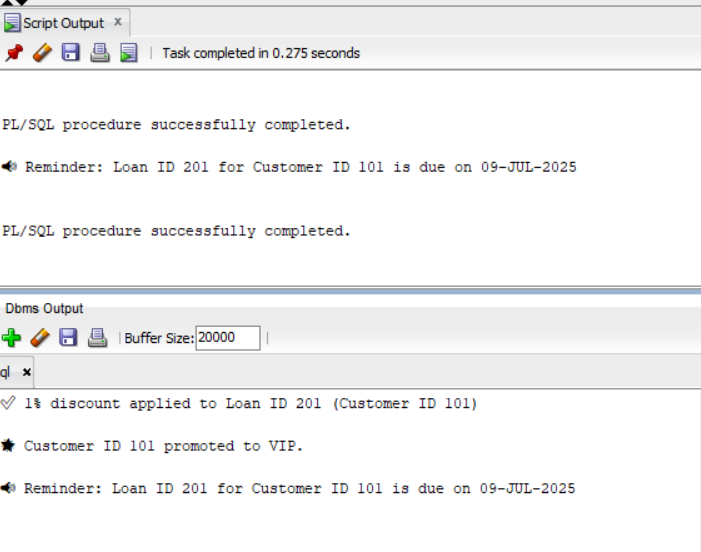 Script Output x
Task completed in 0.275 seconds
PL/SQL procedure successfully completed.
🔊 Reminder: Loan ID 201 for Customer ID 101 is due on 09-JUL-2025
PL/SQL procedure successfully completed.
Dbms Output
Buffer Size: 20000
ql x
✓ 1% discount applied to Loan ID 201 (Customer ID 101)
★ Customer ID 101 promoted to VIP.
🔊 Reminder: Loan ID 201 for Customer ID 101 is due on 09-JUL-2025